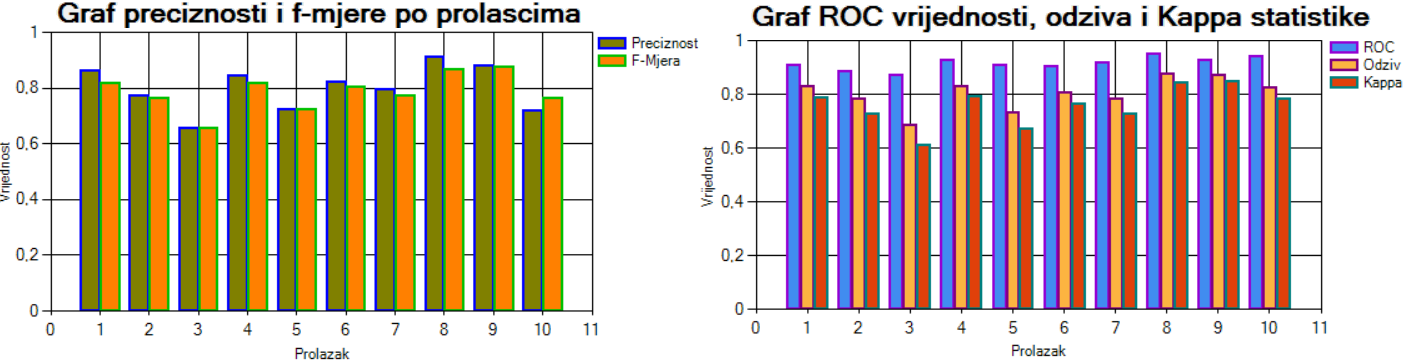 Graf preciznosti i f-mjere po prolascima
1
0,8
0,6
0,4
0,2
0
Vrijednost
0 1 2 3 4 5 6 7 8 9 10 11
Prolazak
Preciznost
F-Mjera
Graf ROC vrijednosti, odziva i Kappa statistike
1
0,8
0,6
0,4
0,2
0
Vrijednost
0 1 2 3 4 5 6 7 8 9 10 11
Prolazak
ROC
Odziv
Kappa